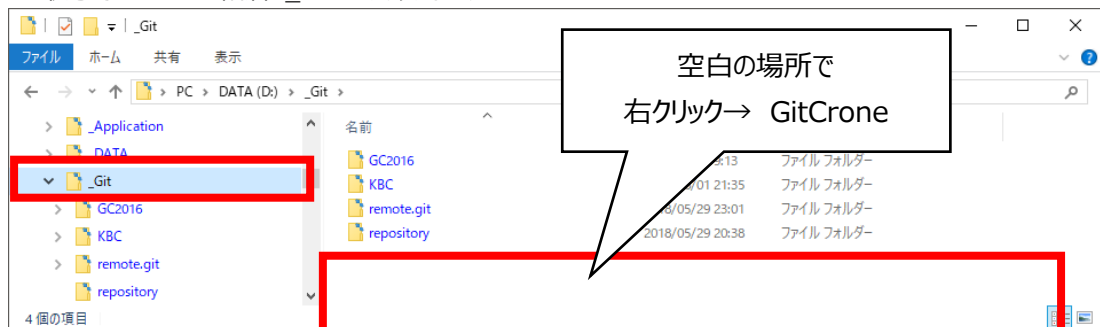 _Git
ファイル ホーム 共有 表示
空白の場所で
右クリック→ GitCrone
PC › DATA (D:) › _Git ›
_Application
名前
DATA
_Git
GC2016
KBC
remote.git
repository
GC2016 ファイル フォルダー
KBC 21:35 ファイル フォルダー
remote.git 23:01 ファイル フォルダー
repository 2018/05/29 20:38 ファイル フォルダー
4 個の項目